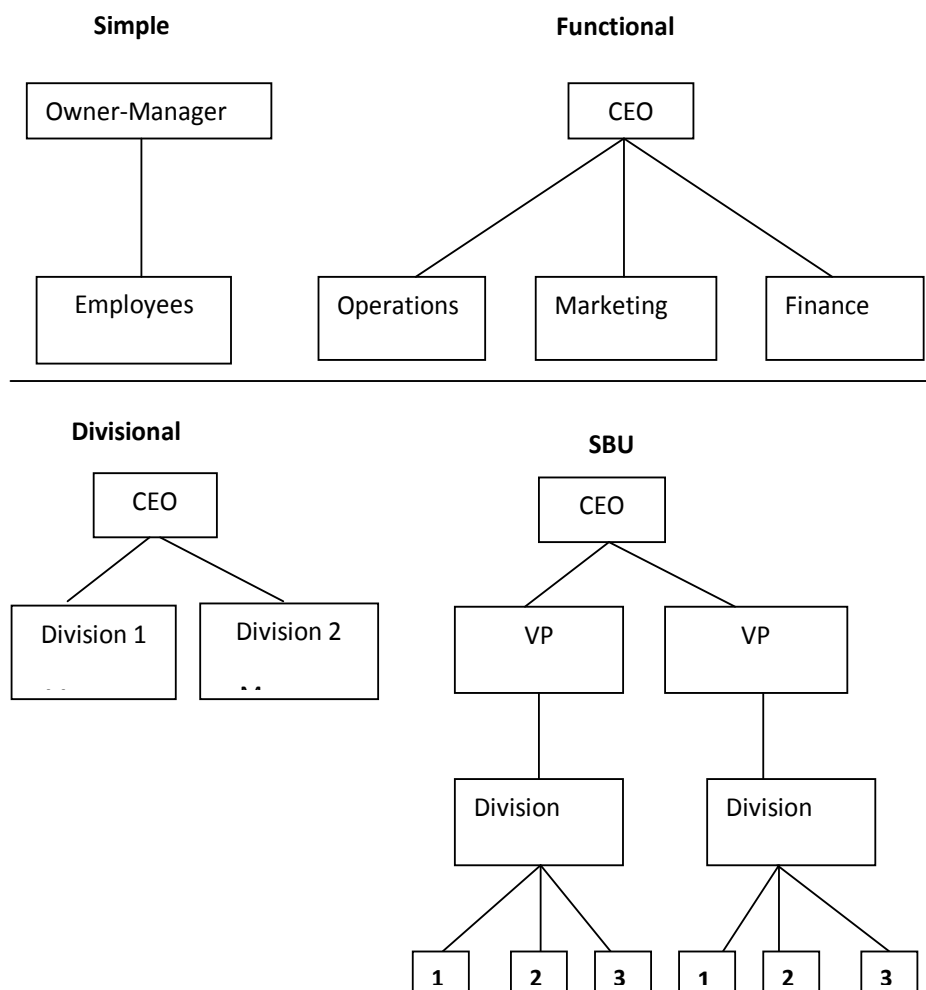 Simple
Functional
Owner-Manager
CEO
Employees
Operations
Marketing
Finance
Divisional
SBU
CEO
CEO
Division 1
Division 2
VP
VP
Division
Division
1
2
3
1
2
3